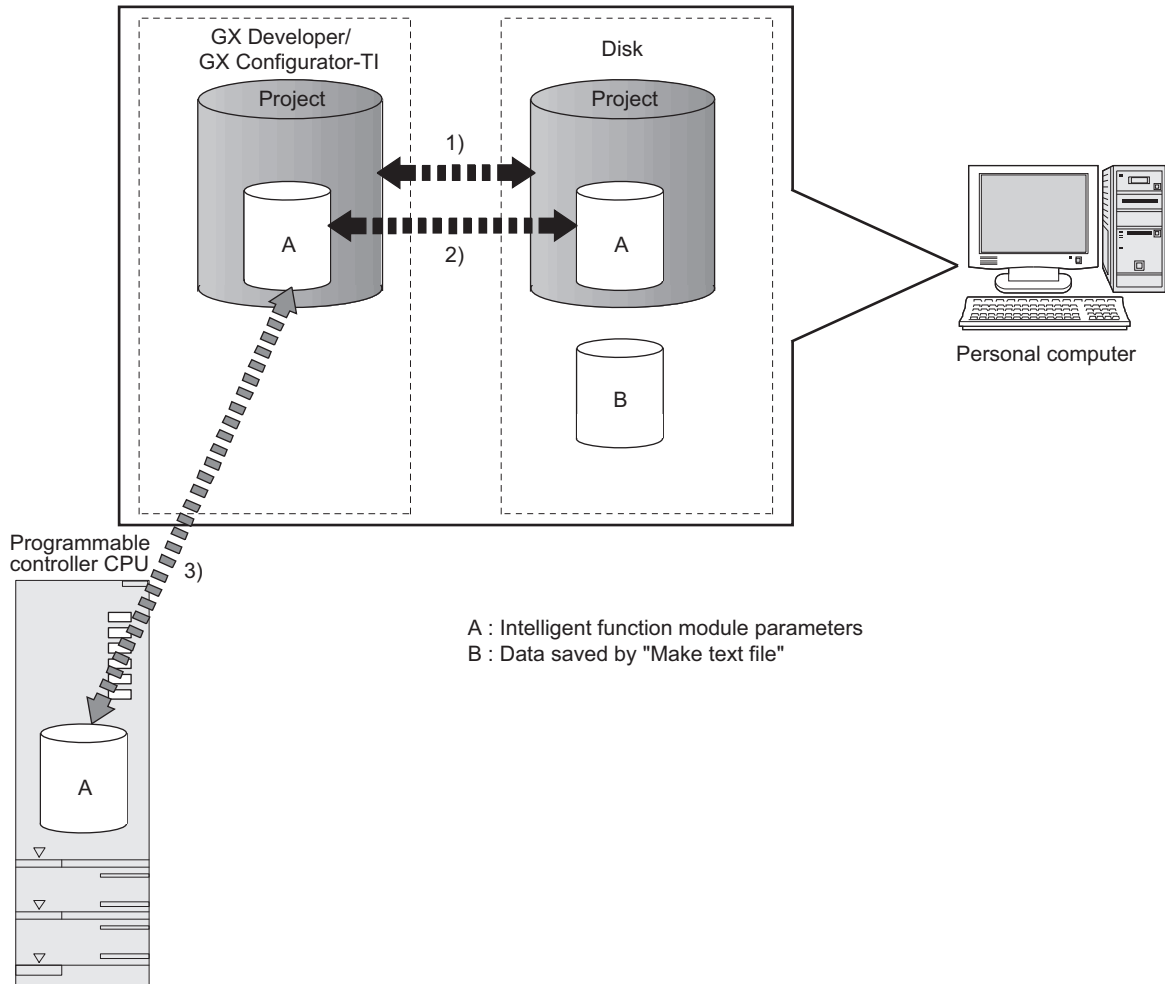 GX Developer/
GX Configurator-TI
Disk
Project
Project
1)
A
2)
A
B
Personal computer
Programmable
controller CPU
3)
A : Intelligent function module parameters
B : Data saved by "Make text file"
A